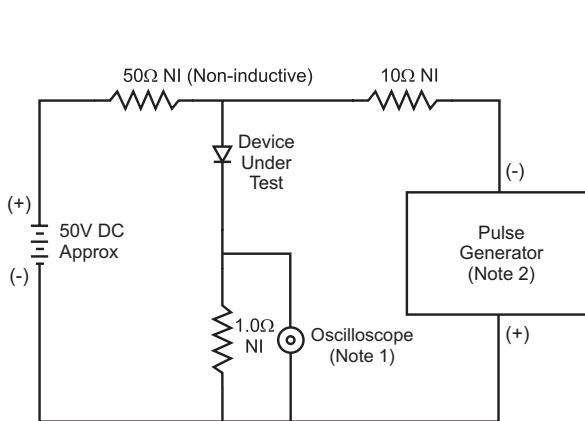 50Ω NI (Non-inductive)
10Ω NI
Device
Under
Test
(-)
(+)
50V DC
Approx
(-)
Pulse
Generator
(Note 2)
1.0Ω
NI
Oscilloscope
(Note 1)
(+)